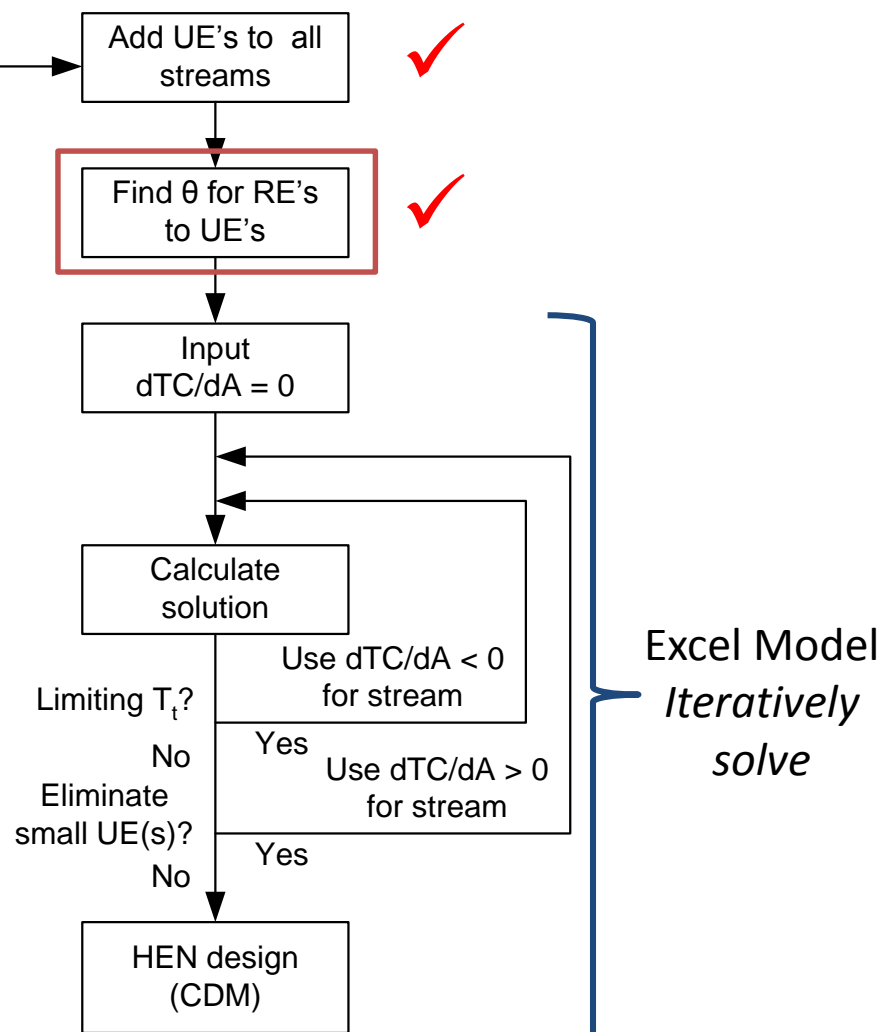 Add UE's to all
streams
Find θ for RE's
to UE's
Input
dTC/dA = 0
Calculate
solution
Use dTC/dA < 0
for stream
Limiting Tt?
Yes
No
Use dTC/dA > 0
for stream
Eliminate
small UE(s)?
Yes
No
HEN design
(CDM)
Excel Model
Iteratively
solve